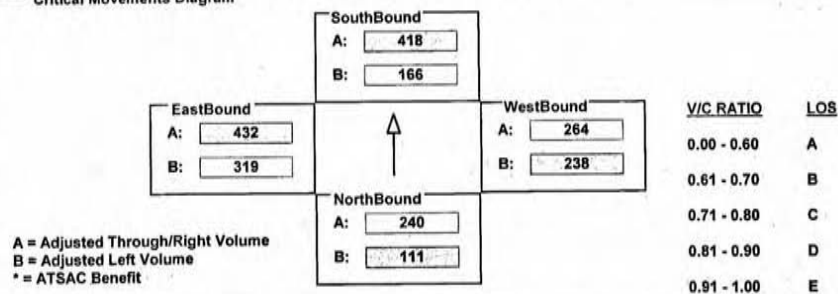 Critical Movements Diagram
SouthBound
A: 418
B: 166
EastBound
A: 432
B: 319
WestBound
A: 264
B: 238
NorthBound
A: 240
B: 111
A = Adjusted Through/Right Volume
B = Adjusted Left Volume
* = ATSAC Benefit
V/C RATIO LOS
0.00 - 0.60 A
0.61 - 0.70 B
0.71 - 0.80 C
0.81 - 0.90 D
0.91 - 1.00 E